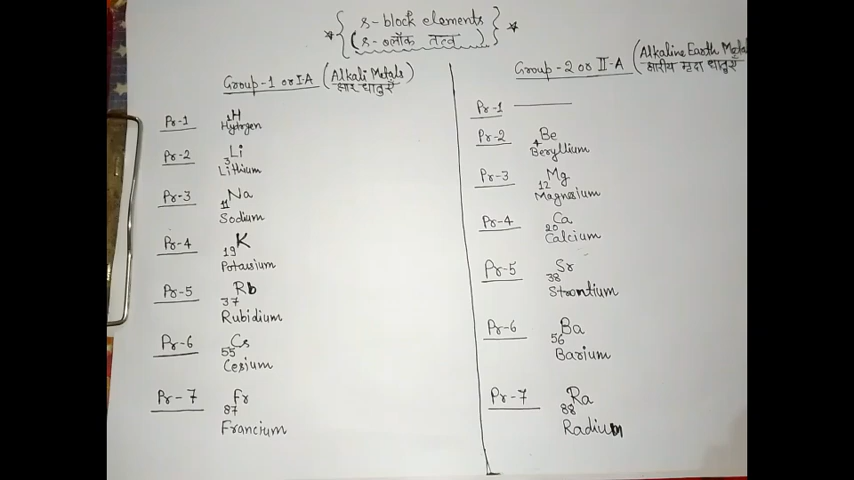 s-block elements
(s-ब्लॉक तत्व)
Group-1 or I-A (Alkali Metals)
क्षार धातुएँ
Pr-1 1H
Hydrogen
Pr-2 3Li
Lithium
Pr-3 11Na
Sodium
Pr-4 19K
Potassium
Pr-5 37Rb
Rubidium
Pr-6 55Cs
Cesium
Pr-7 87Fr
Francium
Group-2 or II-A (Alkaline Earth Metals
क्षारीय मृदा धातुएँ
Pr-1
Pr-2 4Be
Beryllium
Pr-3 12Mg
Magnesium
Pr-4 20Ca
Calcium
Pr-5 38Sr
Strontium
Pr-6 56Ba
Barium
Pr-7 88Ra
Radium